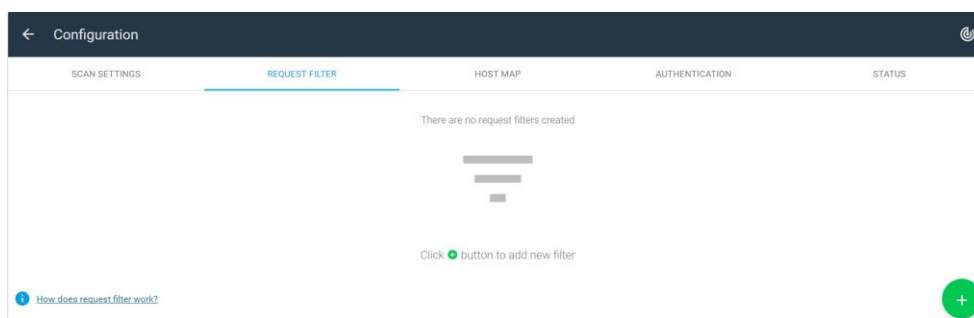 Configuration
SCAN SETTINGS REQUEST FILTER HOST MAP AUTHENTICATION STATUS
There are no request filters created
Click + button to add new filter
How does request filter work?